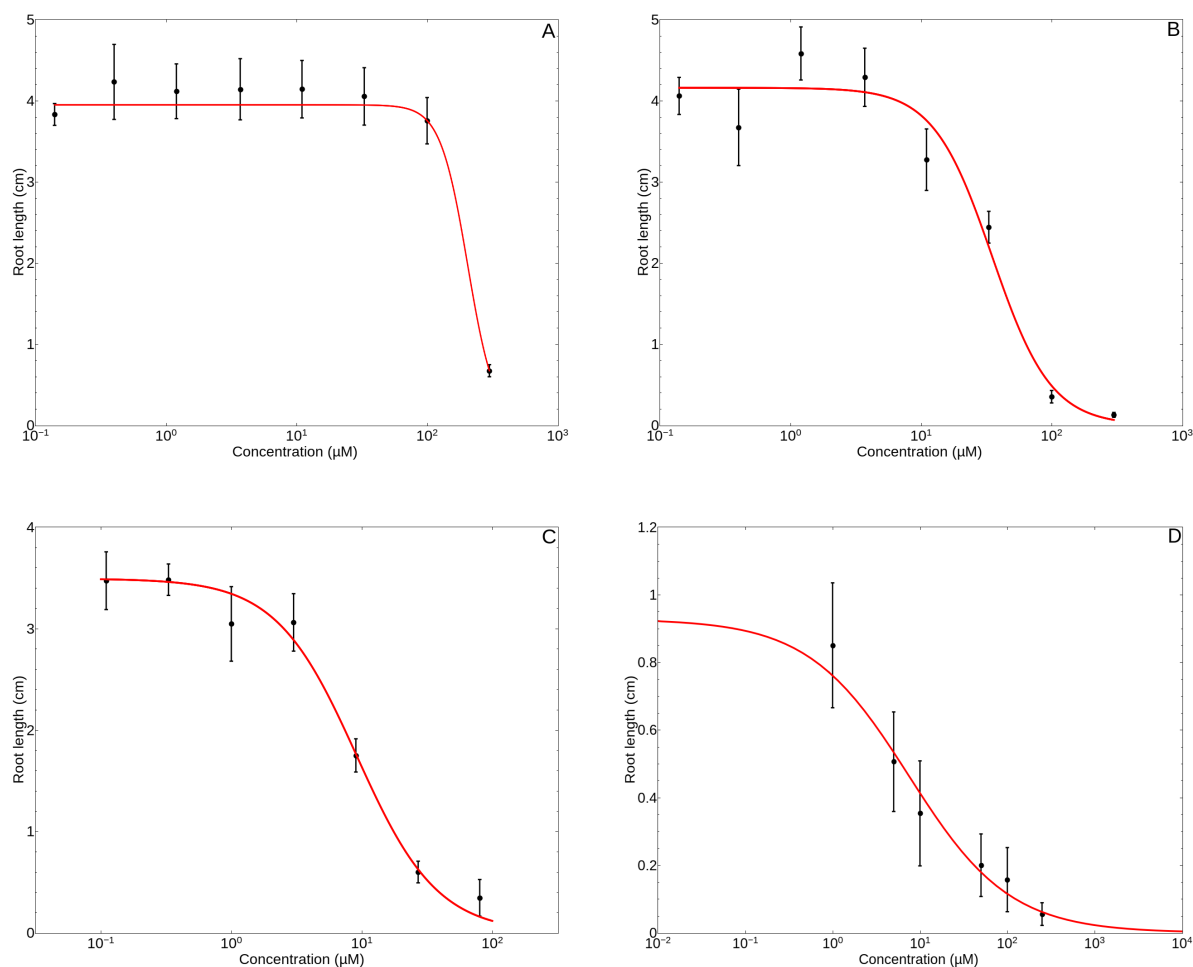 A
5
4
3
2
1
0
Root length (cm)
10⁻¹ 10⁰ 10¹ 10² 10³
Concentration (µM)
B
5
4
3
2
1
0
Root length (cm)
10⁻¹ 10⁰ 10¹ 10² 10³
Concentration (µM)
C
4
3
2
1
0
Root length (cm)
10⁻¹ 10⁰ 10¹ 10²
Concentration (µM)
D
1.2
1
0.8
0.6
0.4
0.2
0
Root length (cm)
10⁻² 10⁻¹ 10⁰ 10¹ 10² 10³ 10⁴
Concentration (µM)